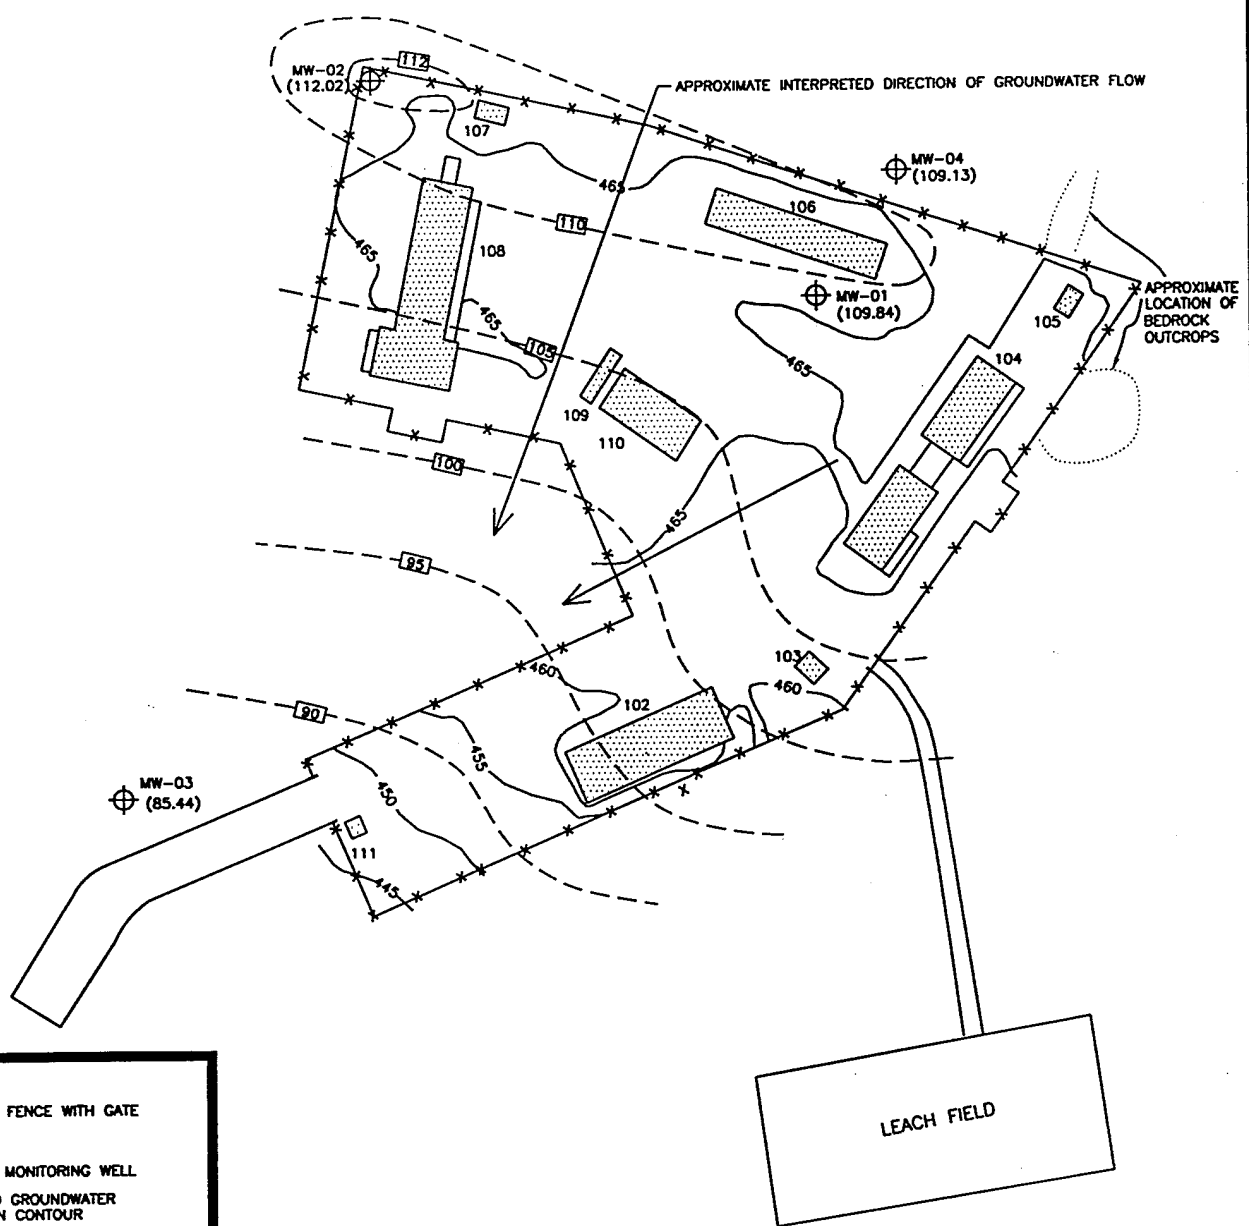 112
MW-02
(112.02)
APPROXIMATE INTERPRETED DIRECTION OF GROUNDWATER FLOW
107
MW-04
(109.13)
465
106
110
108
465
MW-01
(109.84)
APPROXIMATE
LOCATION OF
BEDROCK
OUTCROPS
105
465
105
104
465
109
110
100
465
95
103
460
460
102
90
455
MW-03
(85.44)
450
111
445
LEACH FIELD
FENCE WITH GATE
MONITORING WELL
GROUNDWATER
CONTOUR